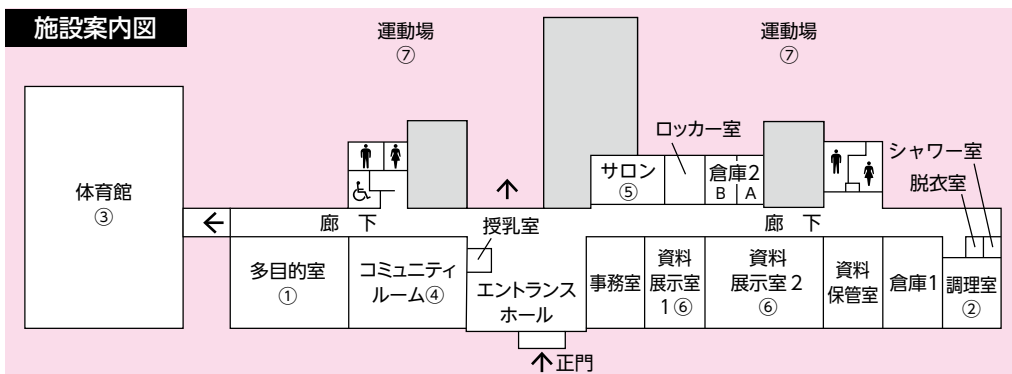 施設案内図
運動場
⑦
運動場
⑦
ロッカー室
シャワー室
脱衣室
体育館
③
サロン
⑤
倉庫2
B A
廊 下
授乳室
廊 下
多目的室
①
コミュニティ
ルーム④
エントランス
ホール
事務室
資料
展示室
1⑥
資料
展示室 2
⑥
資料
保管室
倉庫1
調理室
②
正門